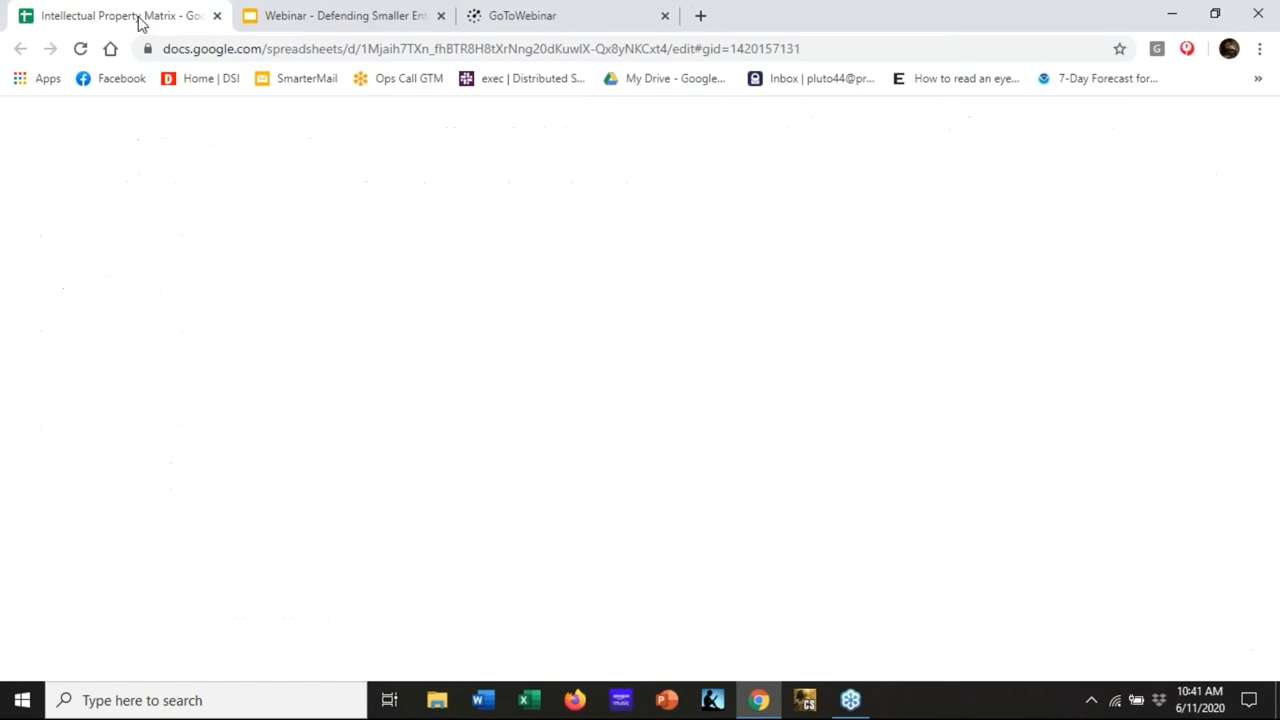 Intellectual Property Matrix - Goo
Webinar - Defending Smaller Ent
GoToWebinar
docs.google.com/spreadsheets/d/1Mjaih7TXn_fhBTR8H8tXrNng20dKuwlX-Qx8yNKCxt4/edit#gid=1420157131
Apps
Facebook
Home | DSI
SmarterMail
Ops Call GTM
exec | Distributed S...
My Drive - Google...
Inbox | pluto44@pr...
How to read an eye...
7-Day Forecast for...
Type here to search
10:41 AM
6/11/2020